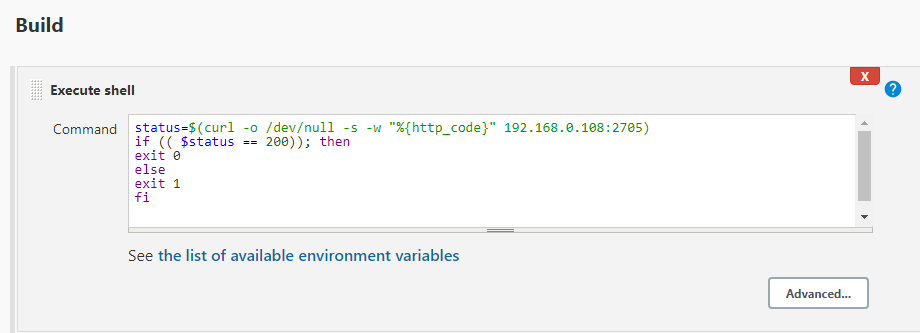 Build
X
Execute shell
?
Command
status=$(curl -o /dev/null -s -w "%{http_code}" 192.168.0.108:2705)
if (( $status == 200)); then
exit 0
else
exit 1
fi
See the list of available environment variables
Advanced...